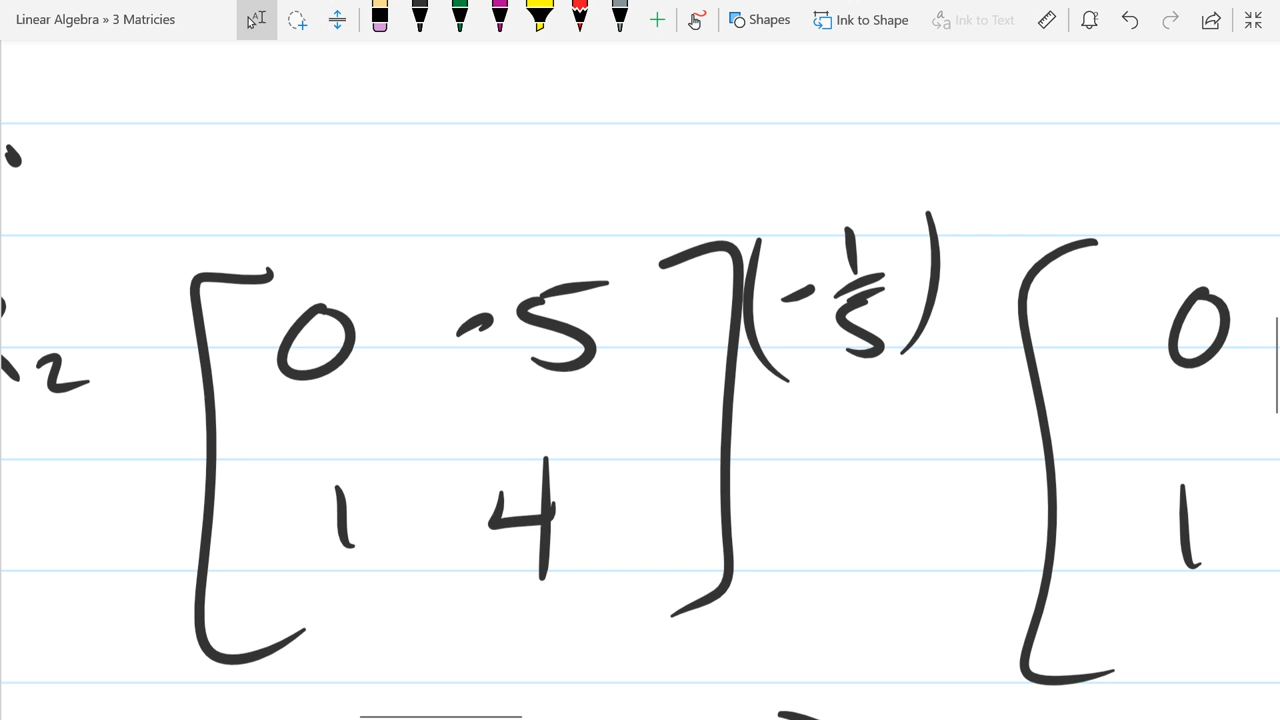 Linear Algebra » 3 Matricies Shapes Ink to Shape Ink to Text
0 -5 (-1/5) 0
2
1 4 1